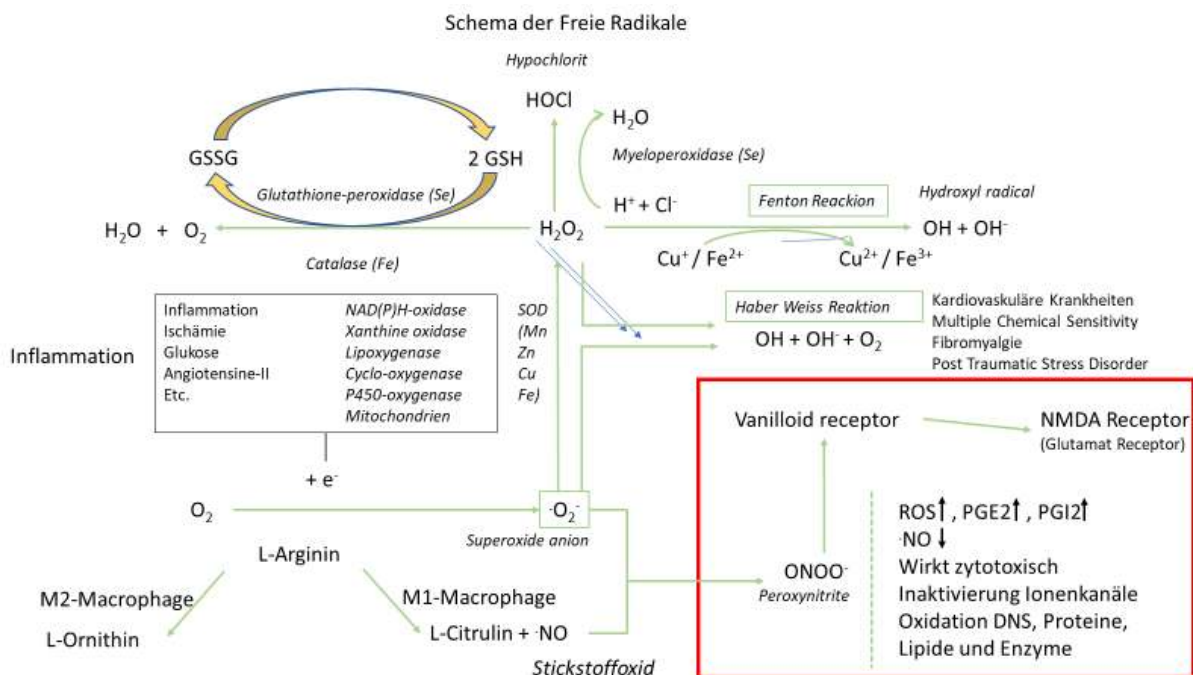 Schema der Freie Radikale
Hypochlorit
HOCl
H₂O
Myeloperoxidase (Se)
GSSG
2 GSH
Glutathione-peroxidase (Se)
H⁺ + Cl⁻
Fenton Reackion
Hydroxyl radical
H₂O + O₂
H₂O₂
OH + OH⁻
Cu⁺ / Fe²⁺
Cu²⁺ / Fe³⁺
Catalase (Fe)
Inflammation
Inflammation
Ischämie
Glukose
Angiotensine-II
Etc.
NAD(P)H-oxidase
Xanthine oxidase
Lipoxygenase
Cyclo-oxygenase
P450-oxygenase
Mitochondrien
SOD
(Mn
Zn
Cu
Fe)
Haber Weiss Reaktion
OH + OH⁻ + O₂
Kardiovaskuläre Krankheiten
Multiple Chemical Sensitivity
Fibromyalgie
Post Traumatic Stress Disorder
Vanilloid receptor
NMDA Receptor
(Glutamat Receptor)
+ e⁻
O₂
·O₂⁻
Superoxide anion
L-Arginin
M2-Macrophage
L-Ornithin
M1-Macrophage
L-Citrulin + ·NO
Stickstoffoxid
ONOO⁻
Peroxynitrite
ROS↑, PGE2↑, PGI2↑
·NO↓
Wirkt zytotoxisch
Inaktivierung Ionenkanäle
Oxidation DNS, Proteine,
Lipide und Enzyme